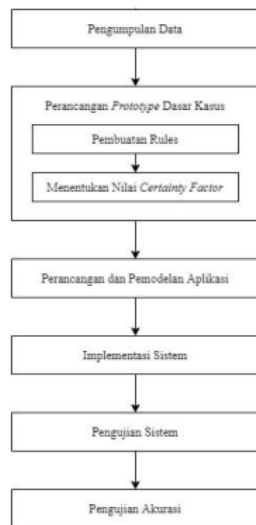 Pengumpulan Data
Perancangan Prototype Dasar Kasus
Pembuatan Rules
Menentukan Nilai Certainty Factor
Perancangan dan Pemodelan Aplikasi
Implementasi Sistem
Pengujian Sistem
Pengujian Akurasi